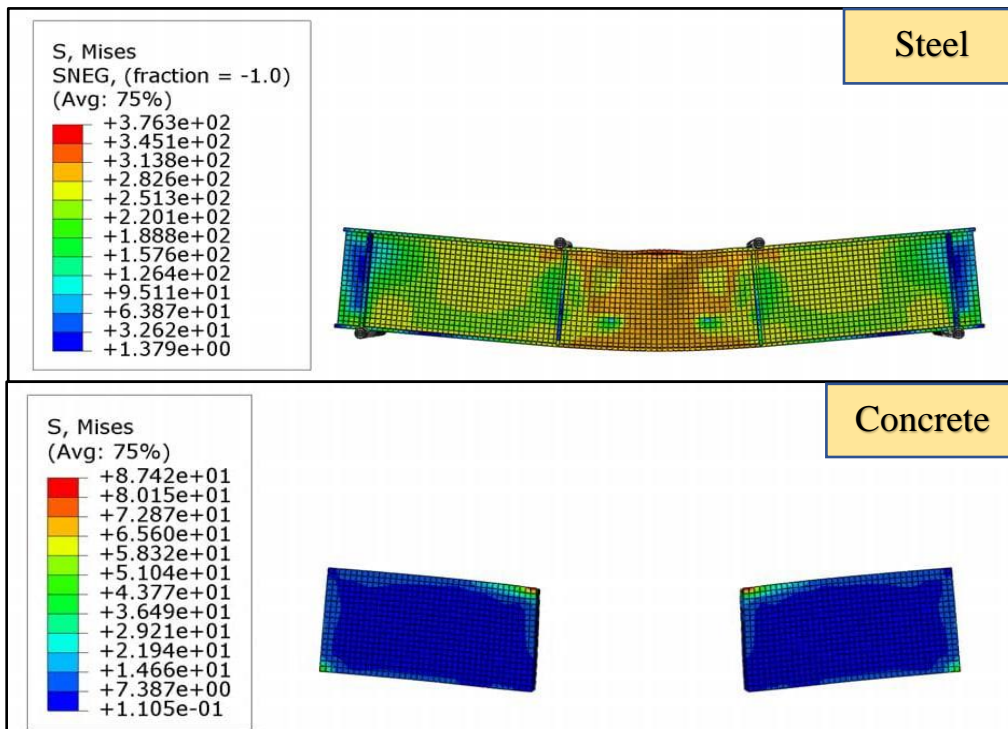 Steel
S, Mises
SNEG, (fraction = -1.0)
(Avg: 75%)
+3.763e+02
+3.451e+02
+3.138e+02
+2.826e+02
+2.513e+02
+2.201e+02
+1.888e+02
+1.576e+02
+1.264e+02
+9.511e+01
+6.387e+01
+3.262e+01
+1.379e+00
Concrete
S, Mises
(Avg: 75%)
+8.742e+01
+8.015e+01
+7.287e+01
+6.560e+01
+5.832e+01
+5.104e+01
+4.377e+01
+3.649e+01
+2.921e+01
+2.194e+01
+1.466e+01
+7.387e+00
+1.105e-01